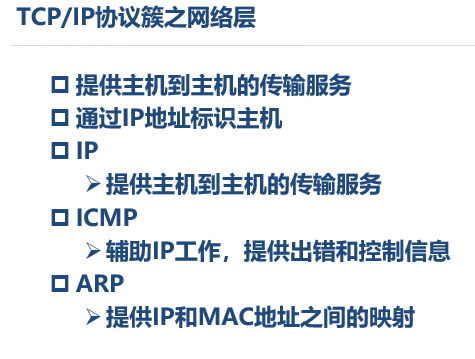 TCP/IP协议簇之网络层
提供主机到主机的传输服务
通过IP地址标识主机
IP
提供主机到主机的传输服务
ICMP
辅助IP工作，提供出错和控制信息
ARP
提供IP和MAC地址之间的映射